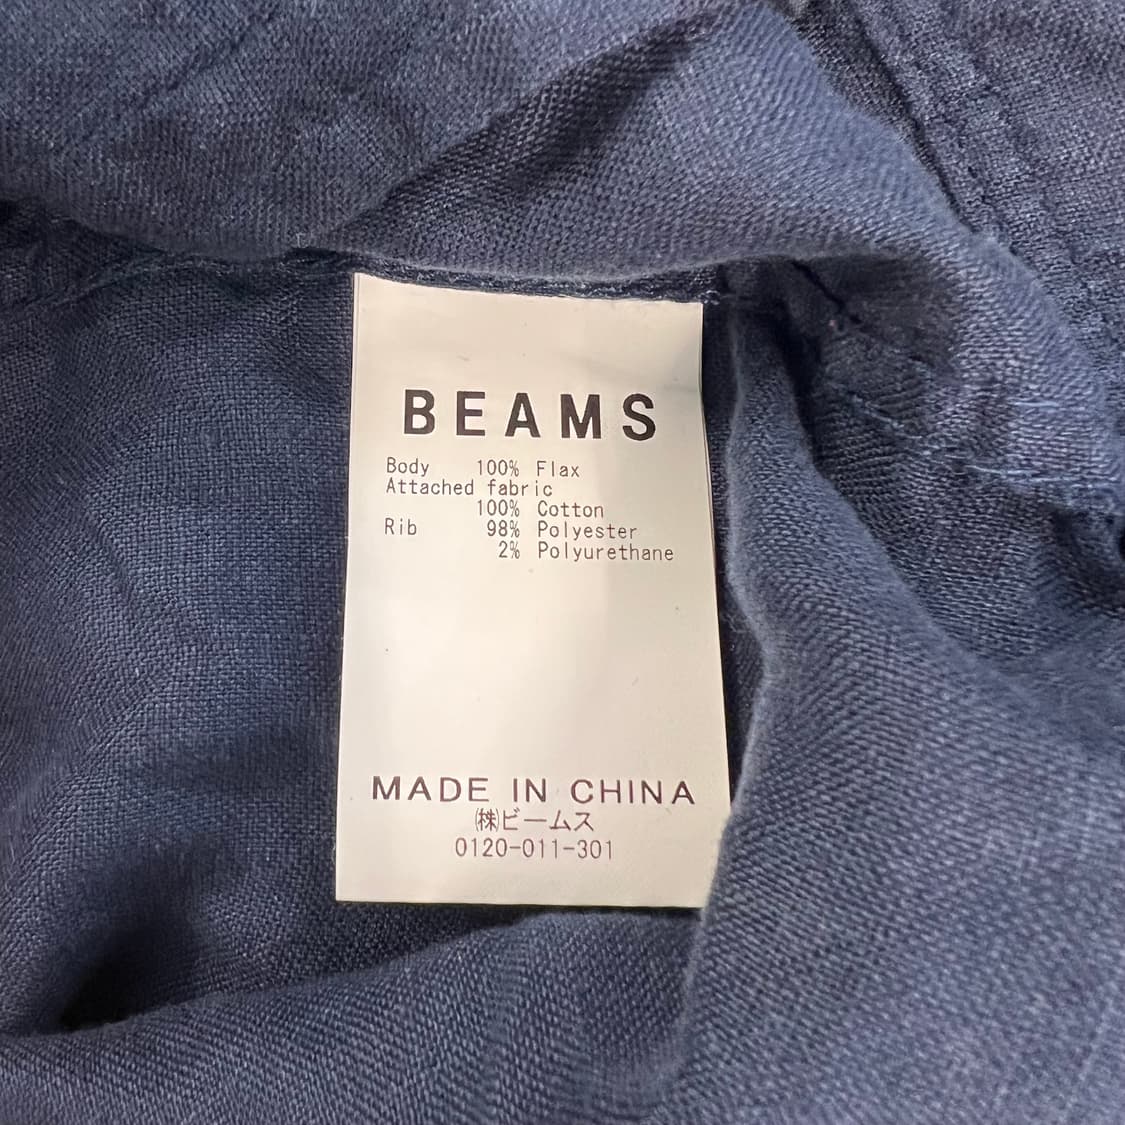 BEAMS
Body 100% Flax
Attached fabric
100% Cotton
Rib 98% Polyester
2% Polyurethane
MADE IN CHINA
㈱ビームス
0120-011-301